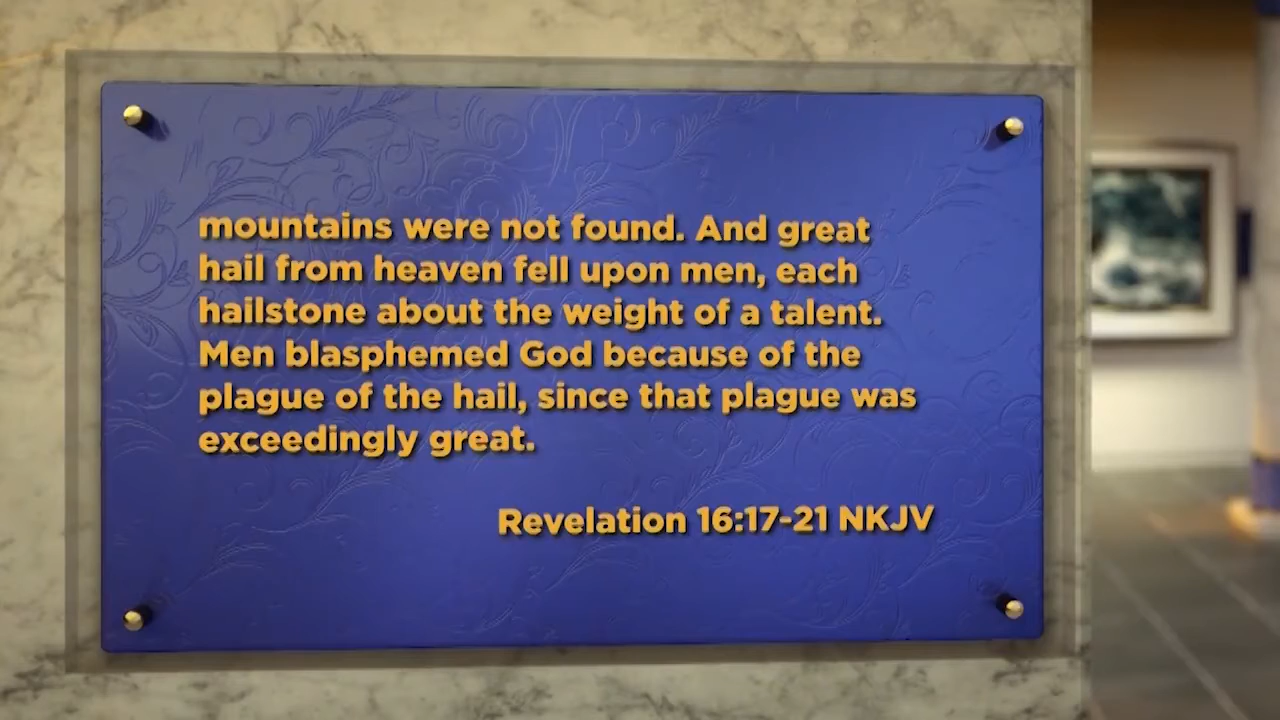 mountains were not found. And great
hail from heaven fell upon men, each
hailstone about the weight of a talent.
Men blasphemed God because of the
plague of the hail, since that plague was
exceedingly great.
Revelation 16:17-21 NKJV